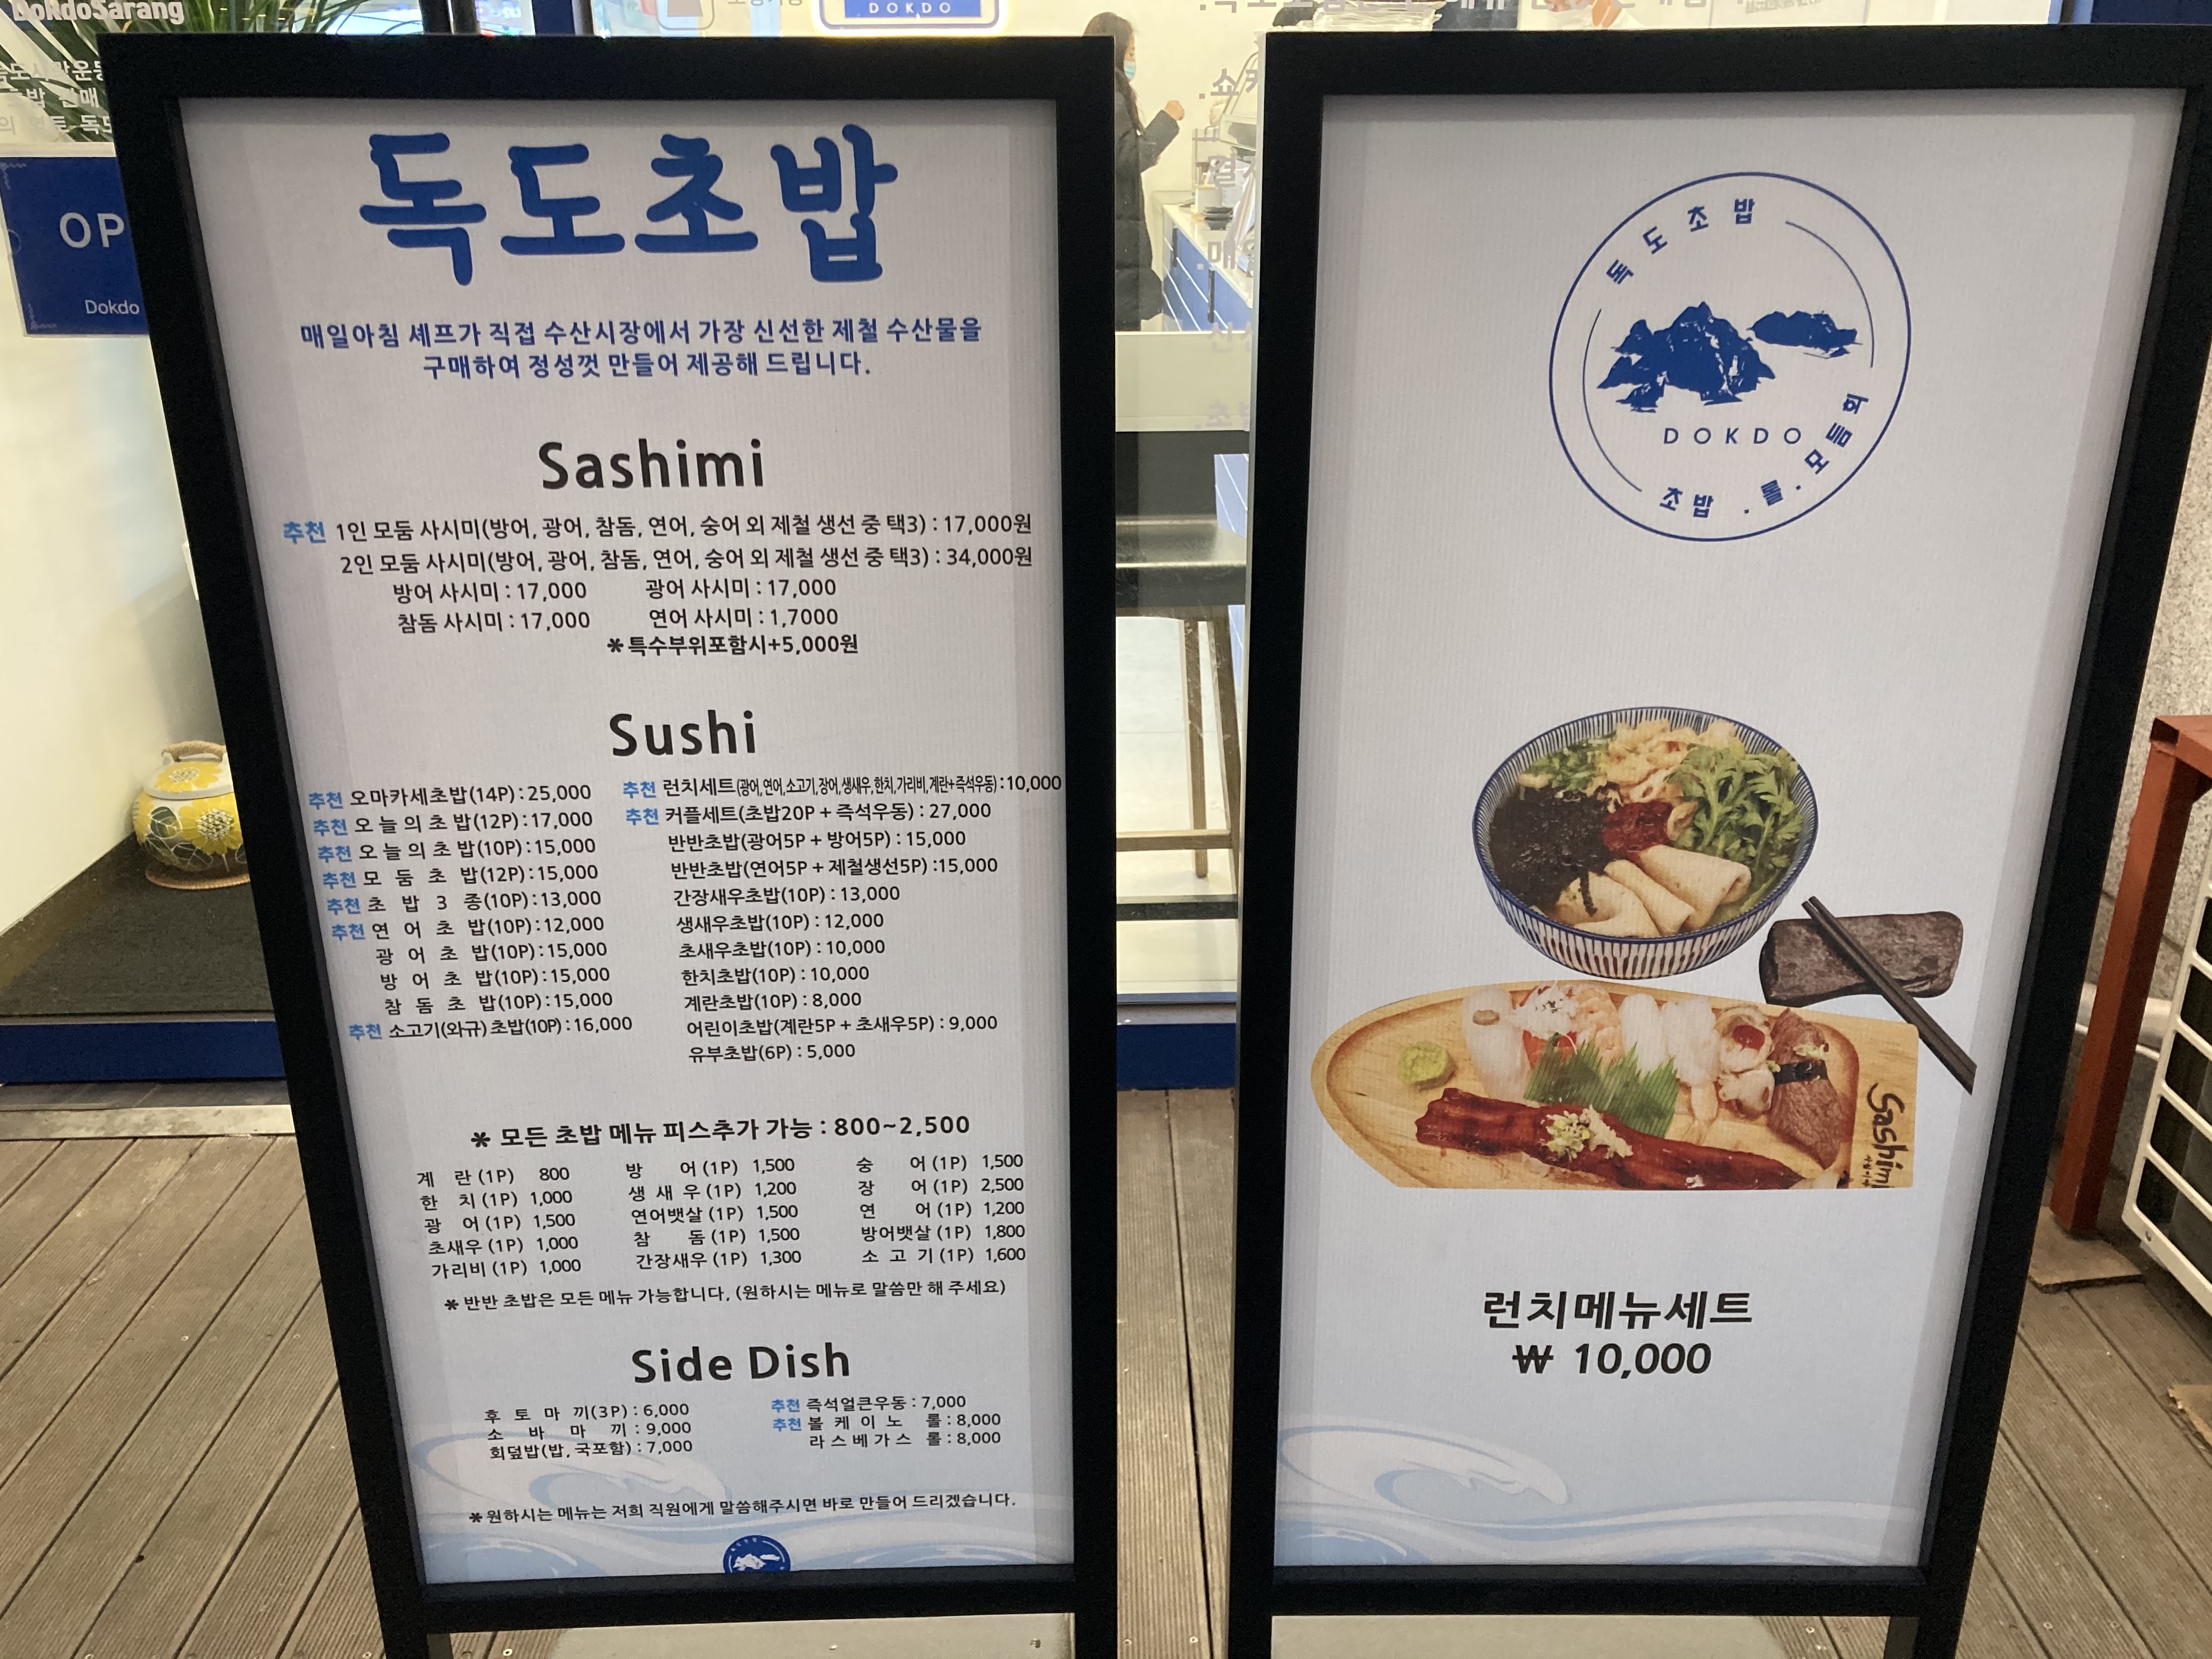 DokdoSarang
OP
Dokdo
DOKDO
독도초밥
매일아침 셰프가 직접 수산시장에서 가장 신선한 제철 수산물을
구매하여 정성껏 만들어 제공해 드립니다.
Sashimi
추천 1인 모둠 사시미(방어, 광어, 참돔, 연어, 숭어 외 제철 생선 중 택3) : 17,000원
2인 모둠 사시미(방어, 광어, 참돔, 연어, 숭어 외 제철 생선 중 택3) : 34,000원
방어 사시미 : 17,000 광어 사시미 : 17,000
참돔 사시미 : 17,000 연어 사시미 : 1,7000
*특수부위포함시+5,000원
Sushi
추천 오마카세초밥(14P) : 25,000
추천 오늘의초밥(12P) : 17,000
추천 오늘의초밥(10P) : 15,000
추천 모둠초밥(12P) : 15,000
추천 초밥3종(10P) : 13,000
추천 연어초밥(10P) : 12,000
광어초밥(10P) : 15,000
방어초밥(10P) : 15,000
참돔초밥(10P) : 15,000
추천 소고기(와규)초밥(10P) : 16,000
추천 런치세트(광어,연어,소고기,장어,생새우,한치,가리비,계란+즉석우동) : 10,000
추천 커플세트(초밥20P + 즉석우동) : 27,000
반반초밥(광어5P + 방어5P) : 15,000
반반초밥(연어5P + 제철생선5P) :15,000
간장새우초밥(10P) : 13,000
생새우초밥(10P) : 12,000
초새우초밥(10P) : 10,000
한치초밥(10P) : 10,000
계란초밥(10P) : 8,000
어린이초밥(계란5P + 초새우5P) : 9,000
유부초밥(6P) : 5,000
* 모든 초밥 메뉴 피스추가 가능 : 800~2,500
계란 (1P) 800 방어 (1P) 1,500 숭어 (1P) 1,500
한치 (1P) 1,000 생새우 (1P) 1,200 장어 (1P) 2,500
광어 (1P) 1,500 연어뱃살 (1P) 1,500 연어 (1P) 1,200
초새우 (1P) 1,000 참돔 (1P) 1,500 방어뱃살 (1P) 1,800
가리비 (1P) 1,000 간장새우 (1P) 1,300 소고기 (1P) 1,600
* 반반 초밥은 모든 메뉴 가능합니다. (원하시는 메뉴로 말씀만 해 주세요)
Side Dish
후토마끼(3P) : 6,000 추천 즉석얼큰우동 : 7,000
소바마끼 : 9,000 추천 볼케이노 롤 : 8,000
회덮밥(밥, 국포함) : 7,000 라스베가스 롤 : 8,000
*원하시는 메뉴는 저희 직원에게 말씀해주시면 바로 만들어 드리겠습니다.
독도초밥
DOKDO
초밥 . 롤 . 모듬회
Sashimi
런치메뉴세트
₩ 10,000